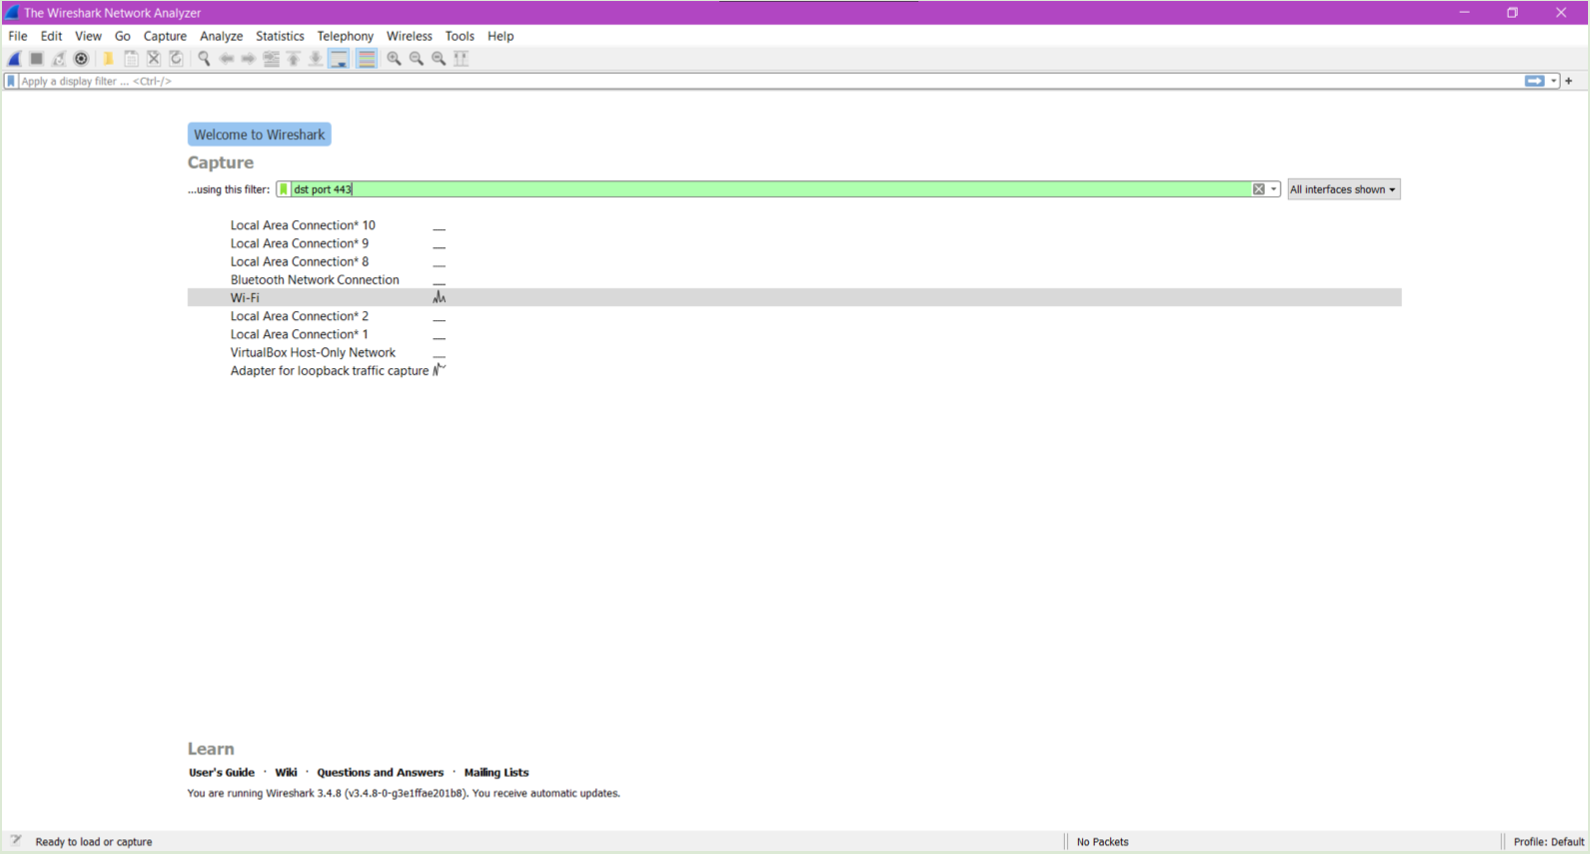 The Wireshark Network Analyzer
File Edit View Go Capture Analyze Statistics Telephony Wireless Tools Help
Apply a display filter ... <Ctrl-/>
+
Welcome to Wireshark
Capture
...using this filter: dst port 443 All interfaces shown
Local Area Connection* 10
Local Area Connection* 9
Local Area Connection* 8
Bluetooth Network Connection
Wi-Fi
Local Area Connection* 2
Local Area Connection* 1
VirtualBox Host-Only Network
Adapter for loopback traffic capture
Learn
User's Guide · Wiki · Questions and Answers · Mailing Lists
You are running Wireshark 3.4.8 (v3.4.8-0-g3e1ffae201b8). You receive automatic updates.
Ready to load or capture No Packets Profile: Default